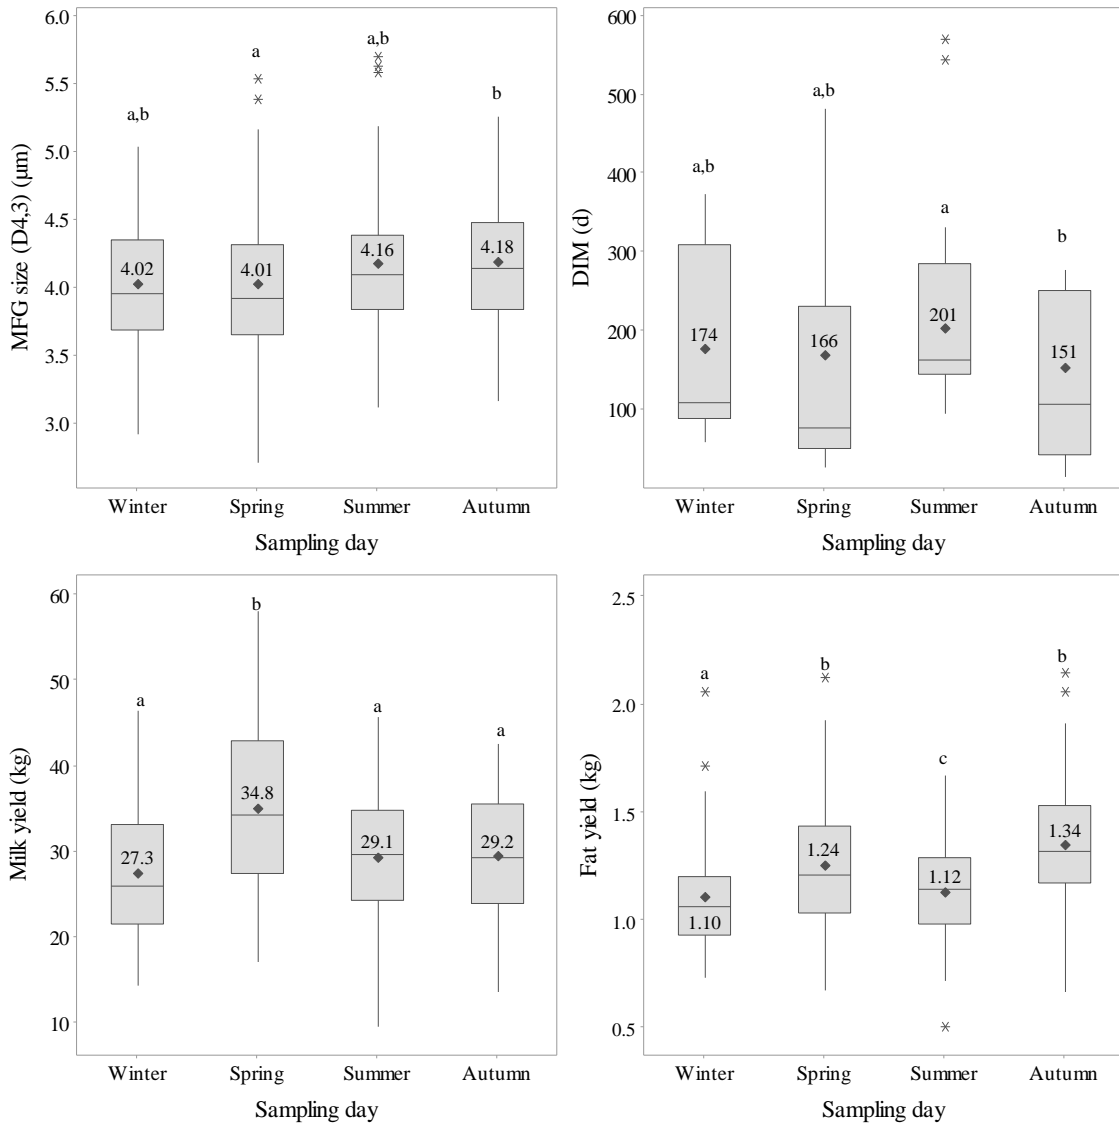 MFG size (D4,3) (µm)
6.0
5.5
5.0
4.5
4.0
3.5
3.0
a,b
a
a,b
b
4.02
4.01
4.16
4.18
Winter
Spring
Summer
Autumn
Sampling day
DIM (d)
600
500
400
300
200
100
a,b
a,b
a
b
174
166
201
151
Winter
Spring
Summer
Autumn
Sampling day
Milk yield (kg)
60
50
40
30
20
10
a
b
a
a
27.3
34.8
29.1
29.2
Winter
Spring
Summer
Autumn
Sampling day
Fat yield (kg)
2.5
2.0
1.5
1.0
0.5
a
b
c
b
1.10
1.24
1.12
1.34
Winter
Spring
Summer
Autumn
Sampling day